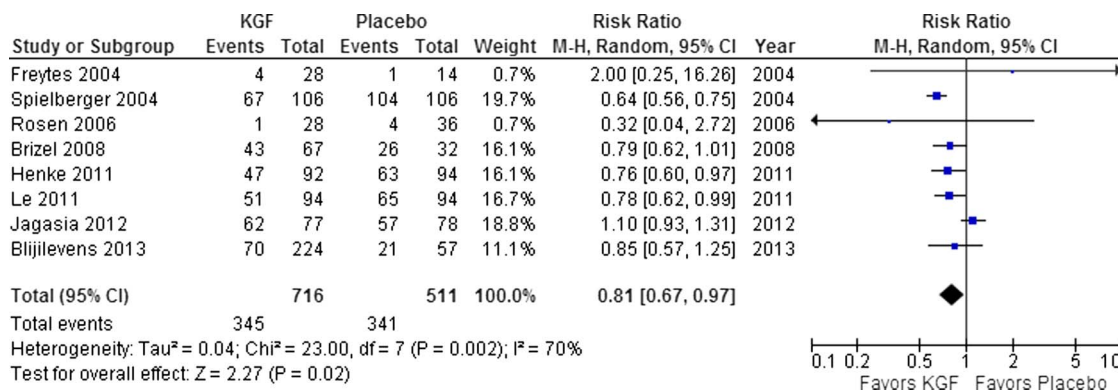 KGF Placebo Risk Ratio Risk Ratio
Study or Subgroup Events Total Events Total Weight M-H, Random, 95% CI Year M-H, Random, 95% CI
Freytes 2004 4 28 1 14 0.7% 2.00 [0.25, 16.26] 2004
Spielberger 2004 67 106 104 106 19.7% 0.64 [0.56, 0.75] 2004
Rosen 2006 1 28 4 36 0.7% 0.32 [0.04, 2.72] 2006
Brizel 2008 43 67 26 32 16.1% 0.79 [0.62, 1.01] 2008
Henke 2011 47 92 63 94 16.1% 0.76 [0.60, 0.97] 2011
Le 2011 51 94 65 94 16.7% 0.78 [0.62, 0.99] 2011
Jagasia 2012 62 77 57 78 18.8% 1.10 [0.93, 1.31] 2012
Blijilevens 2013 70 224 21 57 11.1% 0.85 [0.57, 1.25] 2013
Total (95% CI) 716 511 100.0% 0.81 [0.67, 0.97]
Total events 345 341
Heterogeneity: Tau² = 0.04; Chi² = 23.00, df = 7 (P = 0.002); I² = 70%
Test for overall effect: Z = 2.27 (P = 0.02)
0.1 0.2 0.5 1 2 5 10
Favors KGF Favors Placebo